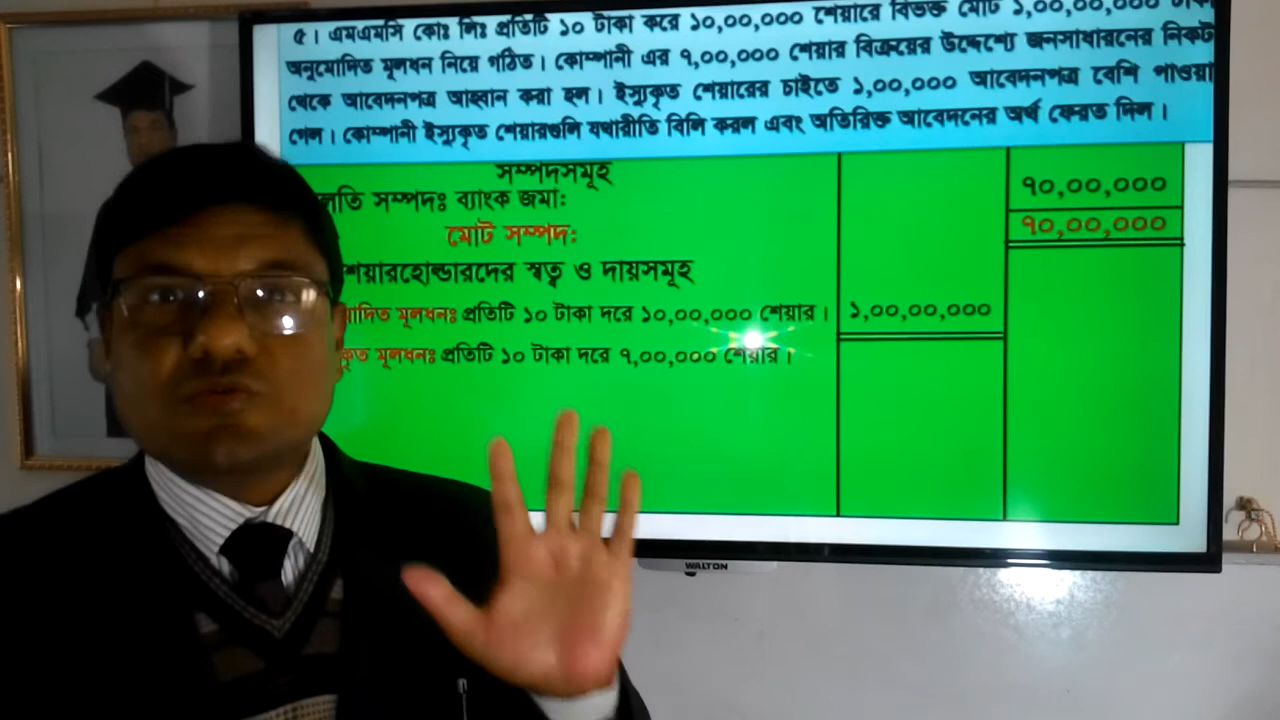 ৫। এমএমসি কোঃ লিঃ প্রতিটি ১০ টাকা করে ১০,০০,০০০ শেয়ারে বিভক্ত মোট ১,০০,০০,০০০
অনুমোদিত মূলধন নিয়ে গঠিত। কোম্পানী এর ৭,০০,০০০ শেয়ার বিক্রয়ের উদ্দেশ্যে জনসাধারনের নিকট
থেকে আবেদনপত্র আহ্বান করা হল। ইস্যুকৃত শেয়ারের চাইতে ১,০০,০০০ আবেদনপত্র বেশি পাওয়া
গেল। কোম্পানী ইস্যুকৃত শেয়ারগুলি যথারীতি বিলি করল এবং অতিরিক্ত আবেদনের অর্থ ফেরত দিল।
সম্পদসমূহ
লতি সম্পদঃ ব্যাংক জমা: ৭০,০০,০০০
মোট সম্পদ: ৭০,০০,০০০
শেয়ারহোল্ডারদের স্বত্ব ও দায়সমূহ
মোদিত মূলধনঃ প্রতিটি ১০ টাকা দরে ১০,০০,০০০ শেয়ার। ১,০০,০০,০০০
কৃত মূলধনঃ প্রতিটি ১০ টাকা দরে ৭,০০,০০০ শেয়ার।
WALTON